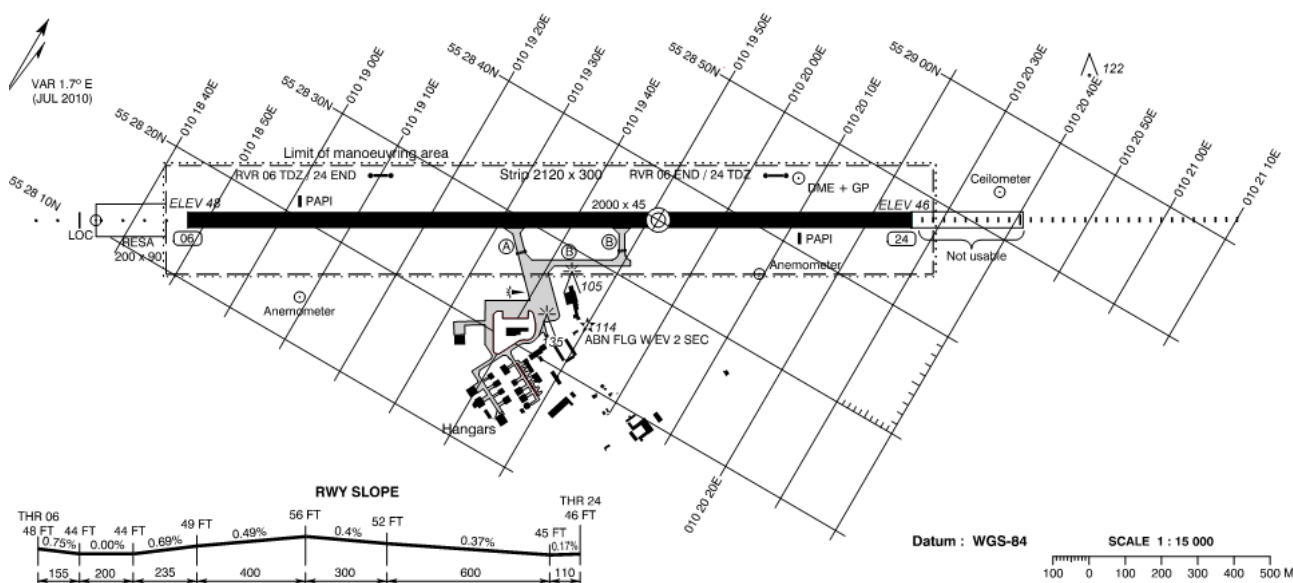 VAR 1.7° E
(JUL 2010)
55 28 10N
55 28 20N
010 18 40E
010 18 50E
55 28 30N
010 19 00E
010 19 10E
55 28 40N
010 19 20E
010 19 30E
010 19 40E
55 28 50N
010 19 50E
010 20 00E
010 20 10E
55 29 00N
010 20 30E
010 20 40E
010 20 50E
010 21 00E
010 21 10E
122
Limit of manoeuvring area
RVR 06 TDZ / 24 END
Strip 2120 x 300
RVR 06 END / 24 TDZ
DME + GP
Ceilometer
ELEV 48
PAPI
2000 x 45
ELEV 46
LOC
RESA
200 x 90
06
A
B
B
PAPI
24
Not usable
Anemometer
Anemometer
105
114
ABN FLG W EV 2 SEC
135
Hangars
010 20 20E
RWY SLOPE
THR 06
48 FT
44 FT
44 FT
49 FT
56 FT
52 FT
45 FT
THR 24
46 FT
0.75%
0.00%
0.69%
0.49%
0.4%
0.37%
0.17%
155
200
235
400
300
600
110
Datum : WGS-84
SCALE 1 : 15 000
100 0 100 200 300 400 500 M